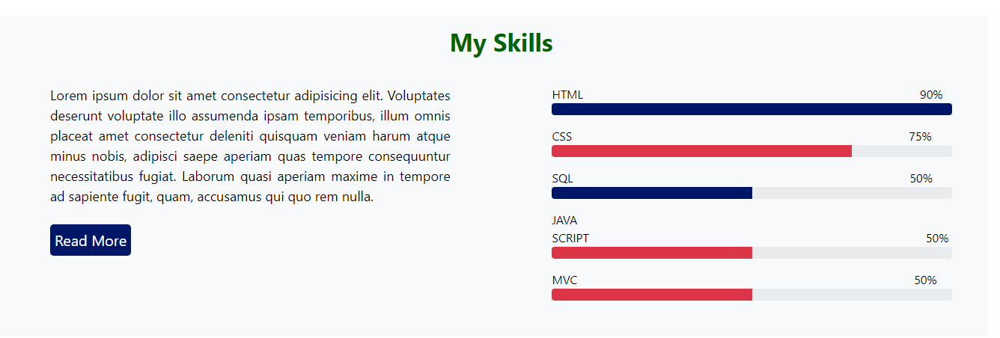 My Skills
Lorem ipsum dolor sit amet consectetur adipisicing elit. Voluptates
deserunt voluptate illo assumenda ipsam temporibus, illum omnis
placeat amet consectetur deleniti quisquam veniam harum atque
minus nobis, adipisci saepe aperiam quas tempore consequuntur
necessitatibus fugiat. Laborum quasi aperiam maxime in tempore
ad sapiente fugit, quam, accusamus qui quo rem nulla.
Read More
HTML 90%
CSS 75%
SQL 50%
JAVA
SCRIPT 50%
MVC 50%